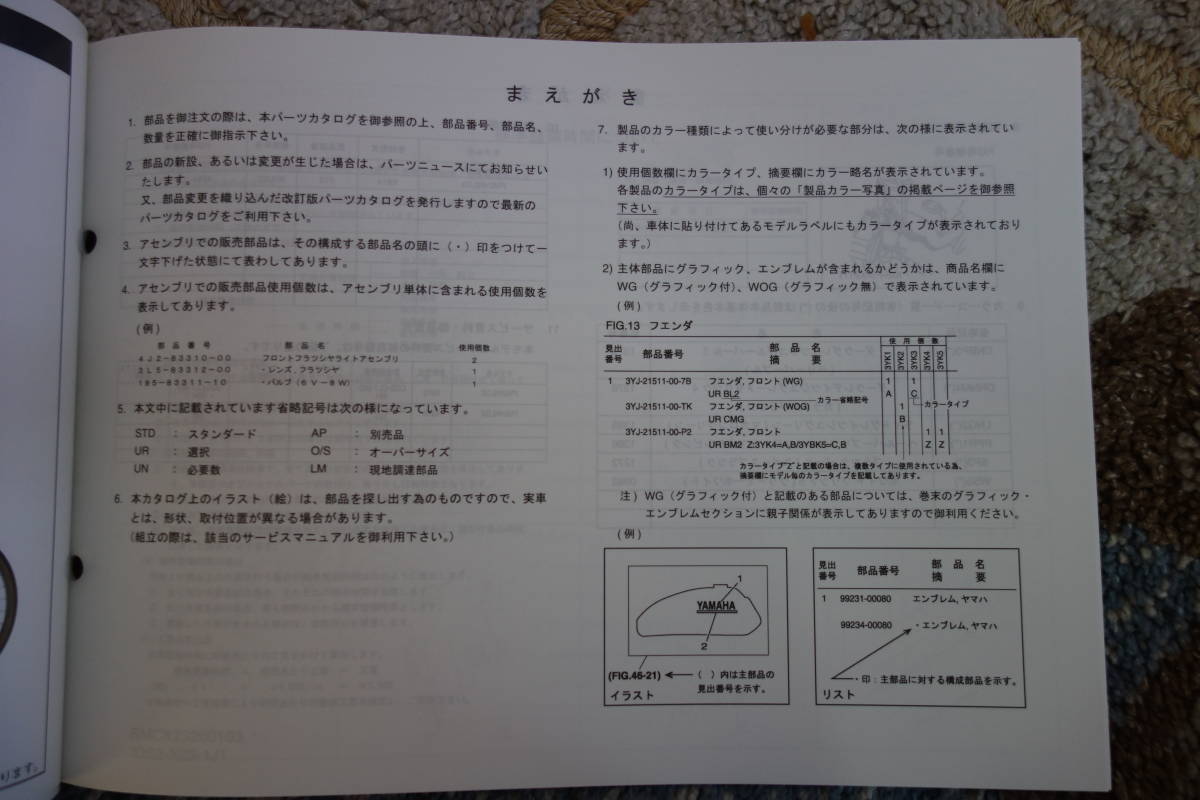 まえがき
1. 部品を御注文の際は、本パーツカタログを御参照の上、部品番号、部品名、
数量を正確に御指示下さい。
2. 部品の新設、あるいは変更が生じた場合は、パーツニュースにてお知らせい
たします。
又、部品変更を織り込んだ改訂版パーツカタログを発行しますので最新の
パーツカタログをご利用下さい。
3. アセンブリでの販売部品は、その構成する部品名の頭に（・）印をつけて一
文字下げた状態にて表わしてあります。
4. アセンブリでの販売部品使用個数は、アセンブリ単体に含まれる使用個数を
表示してあります。
(例)
部品番号 部品名 使用個数
4J2-83310-00 フロントフラツシヤライトアセンブリ 2
3L5-83312-00 ・レンズ, フラツシヤ 1
185-83311-10 ・バルブ (6V-8W) 1
5. 本文中に記載されています省略記号は次の様になっています。
STD : スタンダード AP : 別売品
UR : 選択 O/S : オーバーサイズ
UN : 必要数 LM : 現地調達部品
6. 本カタログ上のイラスト（絵）は、部品を探し出す為のものですので、実車
とは、形状、取付位置が異なる場合があります。
(組立の際は、該当のサービスマニュアルを御利用下さい。)
7. 製品のカラー種類によって使い分けが必要な部分は、次の様に表示されてい
ます。
1) 使用個数欄にカラータイプ、摘要欄にカラー略名が表示されています。
各製品のカラータイプは、個々の「製品カラー写真」の掲載ページを御参照
下さい。
(尚、車体に貼り付けてあるモデルラベルにもカラータイプが表示されており
ます。)
2) 主体部品にグラフィック、エンブレムが含まれるかどうかは、商品名欄に
WG（グラフィック付）、WOG（グラフィック無）で表示されています。
(例)
FIG.13 フエンダ
見出番号 部品番号 部品名 摘要 使用個数
3YK1 3YK2 3YK3 3YK4 3YK5
1 3YJ-21511-00-7B フエンダ, フロント (WG) 1 1
UR BL2 A C
カラー省略記号 カラータイプ
3YJ-21511-00-TK フエンダ, フロント (WOG) 1
UR CMG B
3YJ-21511-00-P2 フエンダ, フロント 1 1
UR BM2 Z:3YK4=A,B/3YBK5=C,B Z Z
カラータイプ"Z"と記載の場合は、複数タイプに使用されている為、
摘要欄にモデル毎のカラータイプを記載してあります。
注) WG（グラフィック付）と記載のある部品については、巻末のグラフィック・
エンブレムセクションに親子関係が表示してありますので御利用ください。
(例)
1
YAMAHA
2
(FIG.46-21) ( ) 内は主部品の
見出番号を示す。
イラスト
見出番号 部品番号 部品名 摘要
1 99231-00080 エンブレム, ヤマハ
99234-00080 ・エンブレム, ヤマハ
・印：主部品に対する構成部品を示す。
リスト
ります。